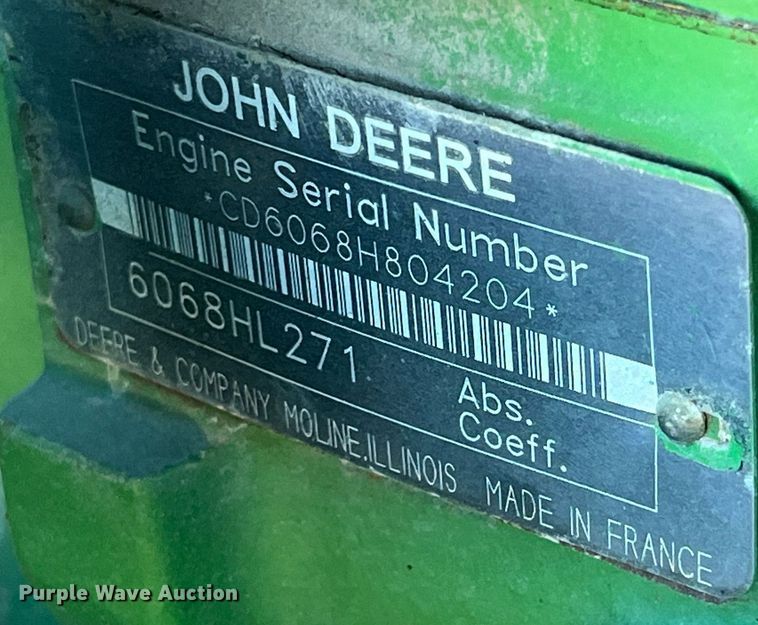 JOHN DEERE
Engine Serial Number
*CD6068H804204*
6068HL271
Abs.
Coeff.
DEERE & COMPANY MOLINE,ILLINOIS MADE IN FRANCE
Purple Wave Auction